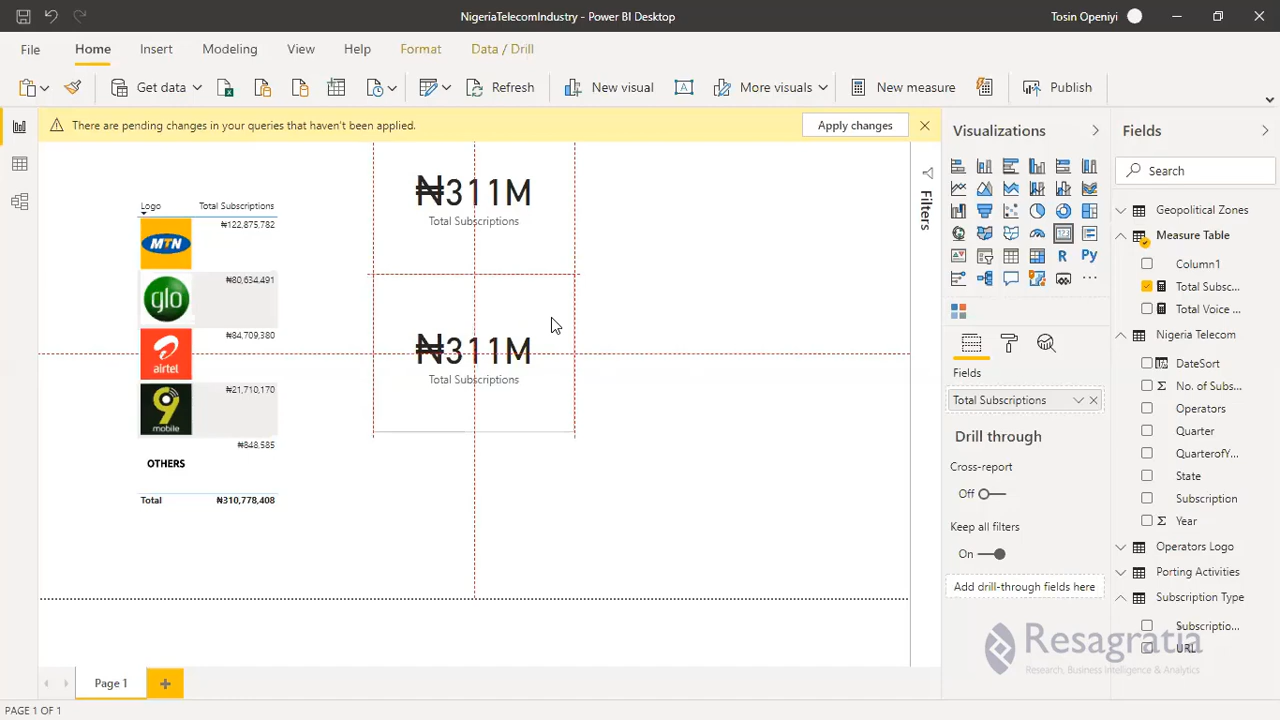 NigeriaTelecomIndustry - Power BI Desktop
Tosin Openiyi
File Home Insert Modeling View Help Format Data / Drill
Get data Refresh New visual More visuals New measure Publish
There are pending changes in your queries that haven't been applied. Apply changes
Logo Total Subscriptions
MTN ₦122,875,782
glo ₦80,634,491
airtel ₦84,709,380
9 mobile ₦21,710,170
OTHERS ₦848,585
Total ₦310,778,408
₦311M
Total Subscriptions
₦311M
Total Subscriptions
Filters
Visualizations
123
R Py
Fields
Total Subscriptions
Drill through
Cross-report
Off
Keep all filters
On
Add drill-through fields here
Fields
Search
Geopolitical Zones
Measure Table
Column1
Total Subsc...
Total Voice ...
Nigeria Telecom
DateSort
Σ No. of Subs...
Operators
Quarter
QuarterofY...
State
Subscription
Σ Year
Operators Logo
Porting Activities
Subscription Type
Subscriptio...
URL
Resagratia
Research, Business Intelligence & Analytics
Page 1
PAGE 1 OF 1